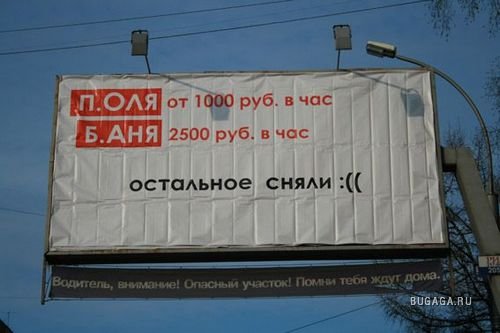 П.ОЛЯ от 1000 руб. в час
Б.АНЯ 2500 руб. в час
остальное сняли :((
Водитель, внимание! Опасный участок! Помни тебя ждут дома.
BUGAGA.RU